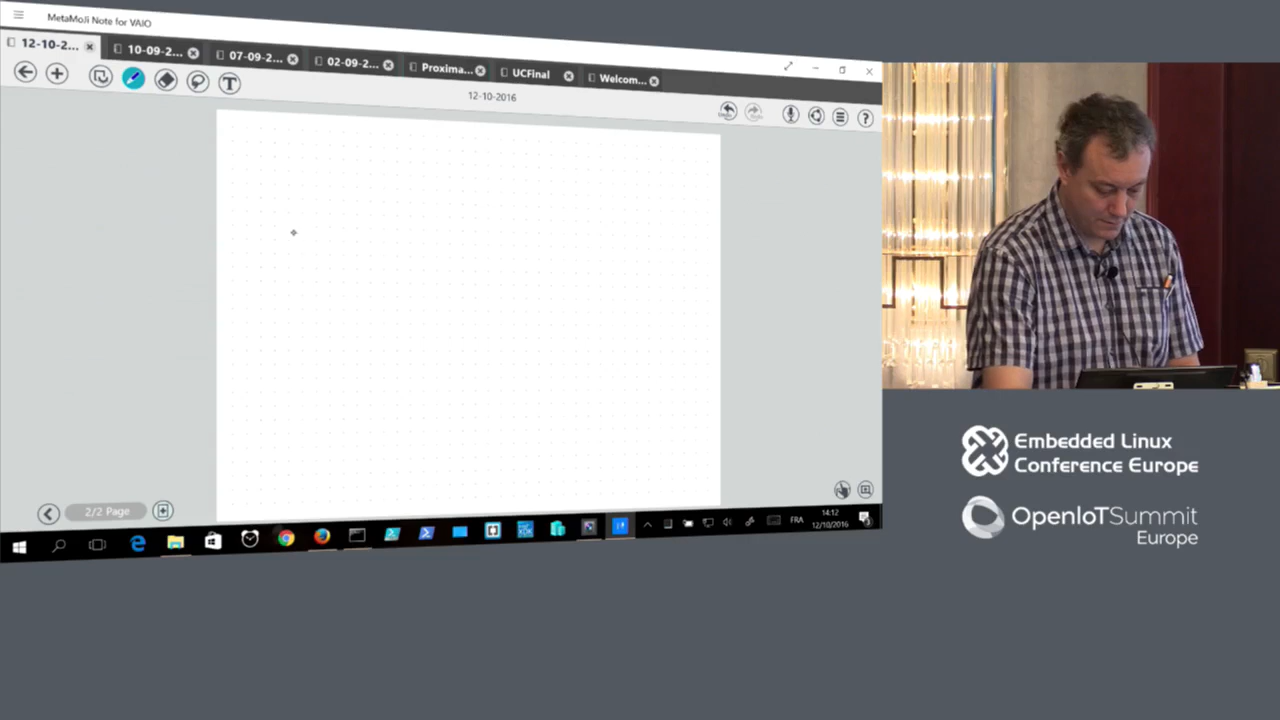 MetaMoJi Note for VAIO
12-10-2... 10-09-2... 07-09-2... 02-09-2... Proxima... UCFinal Welcom...
T
12-10-2016
?
2/2 Page
FRA
14:12
12/10/2016
Embedded Linux
Conference Europe
OpenIoTSummit
Europe